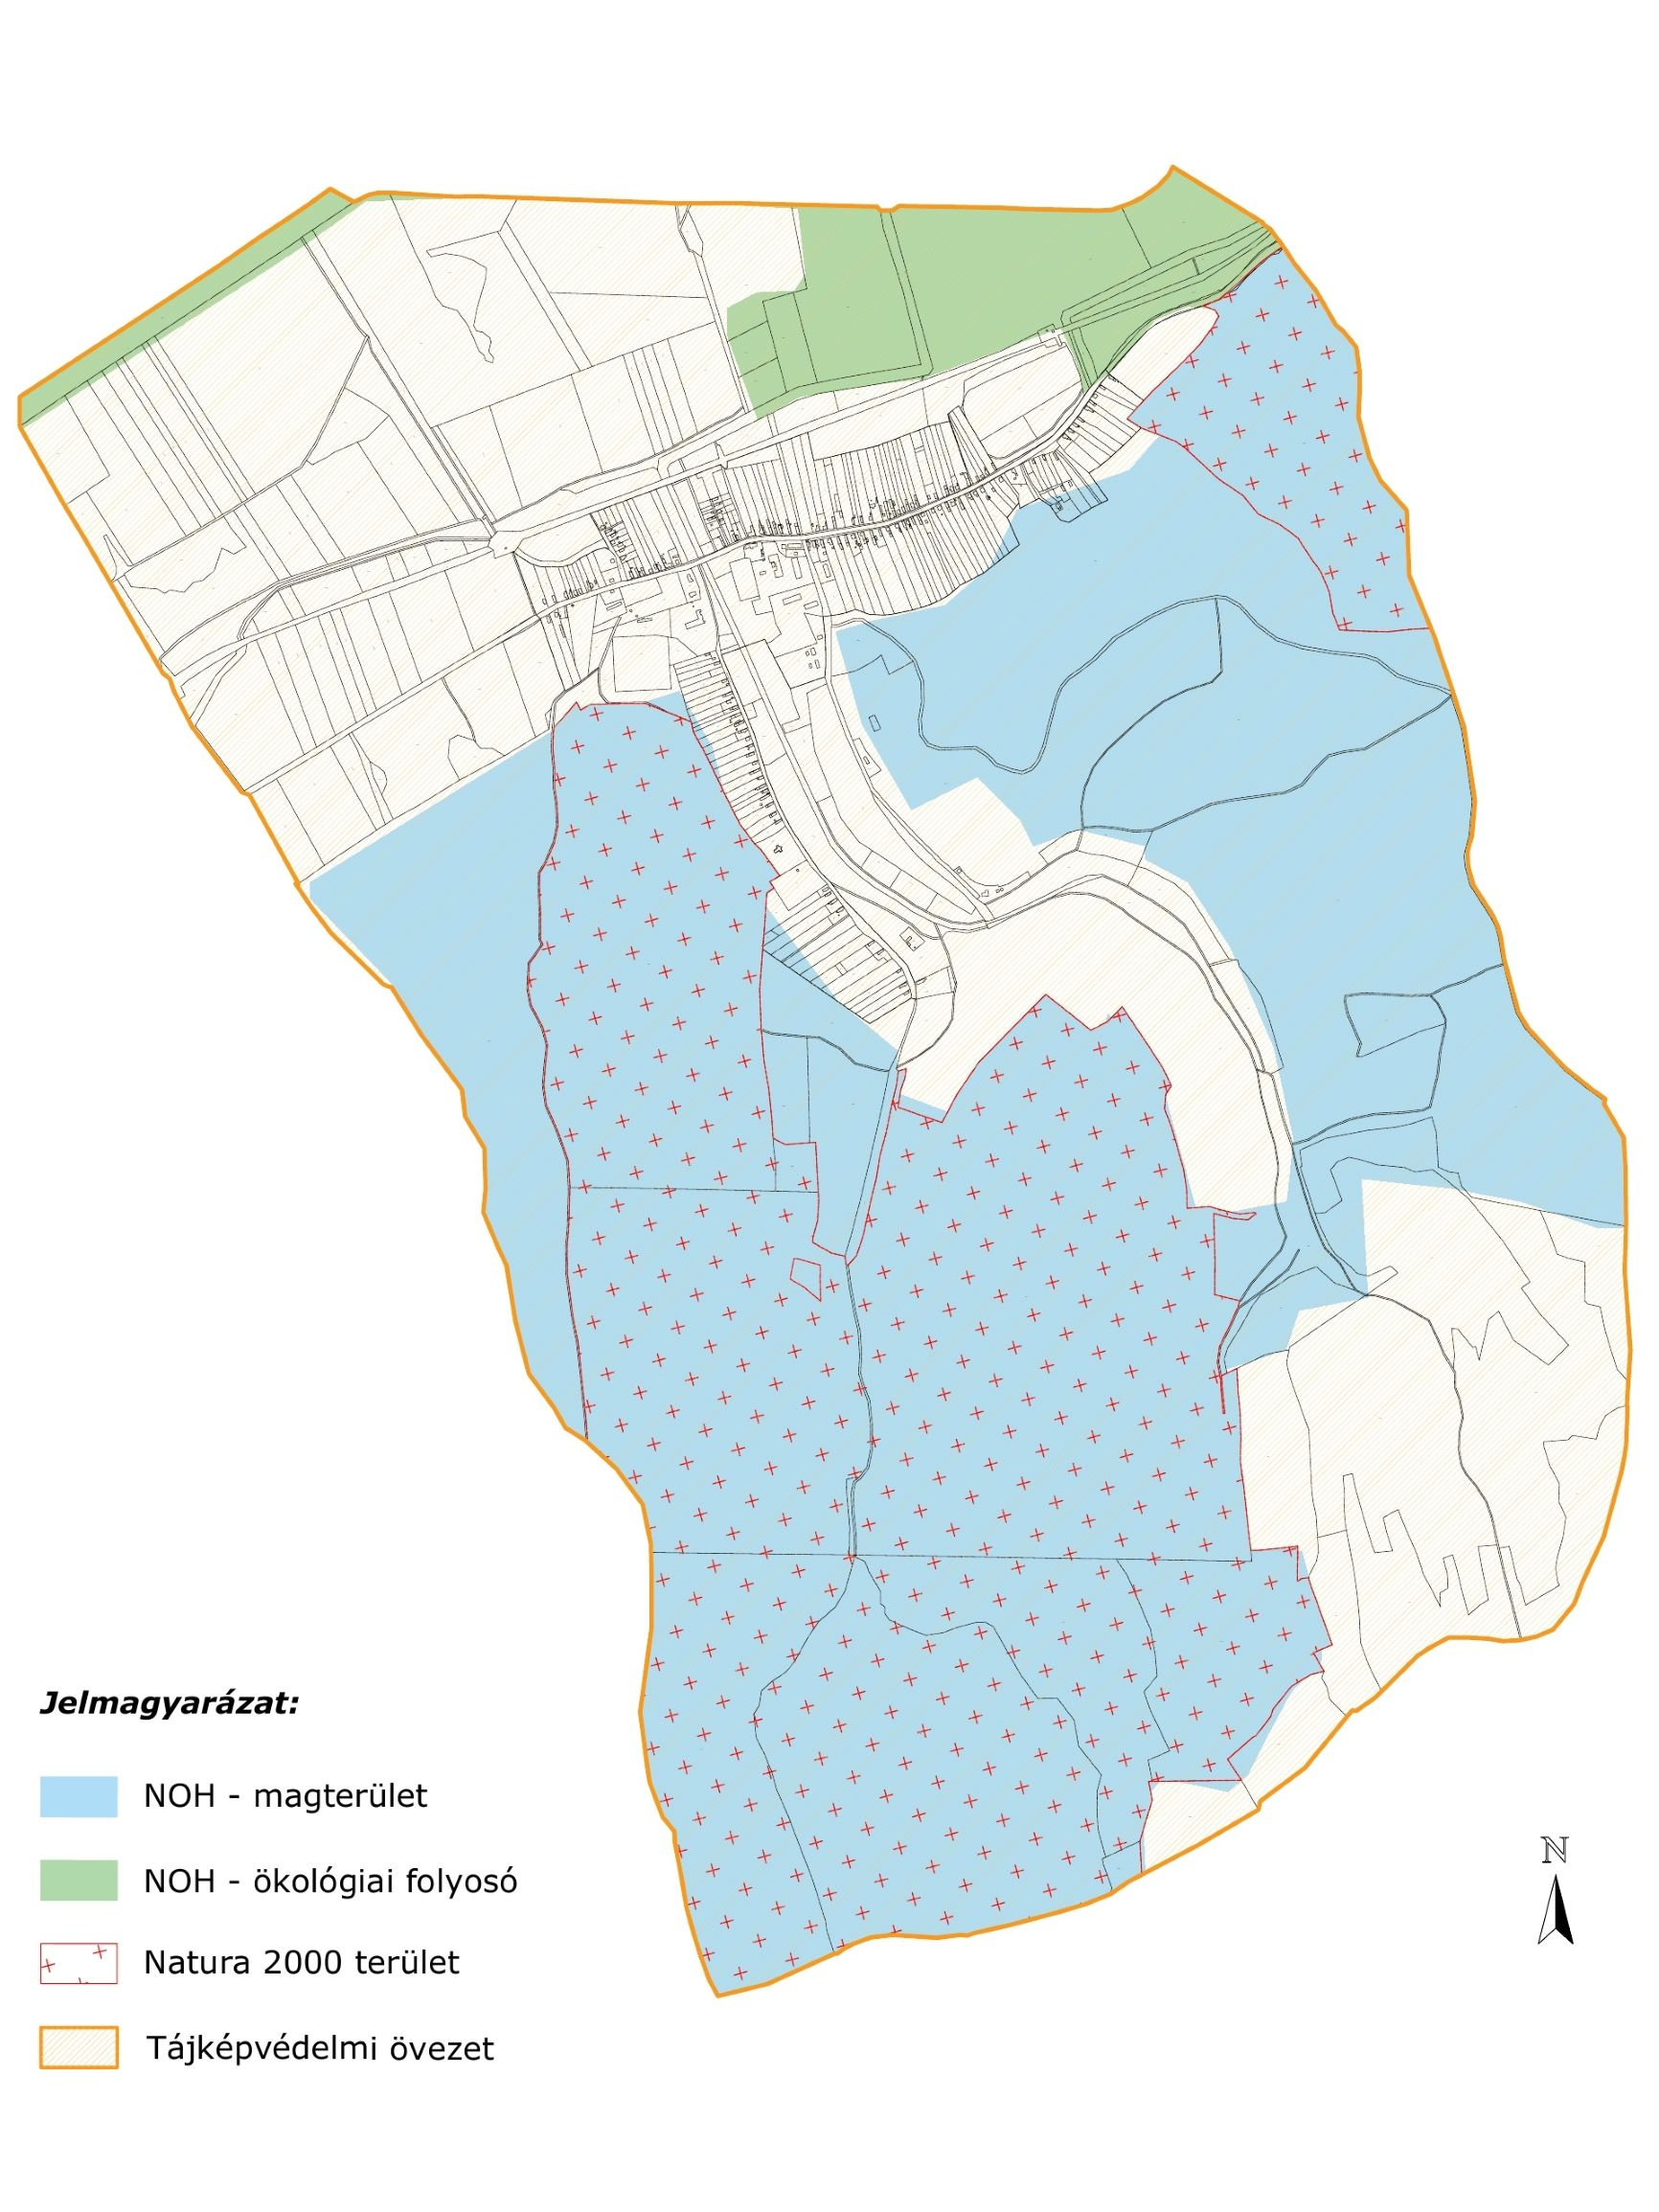 Jelmagyarázat:
NOH - magterület
NOH - ökológiai folyosó
Natura 2000 terület
Tájképvédelmi övezet
N